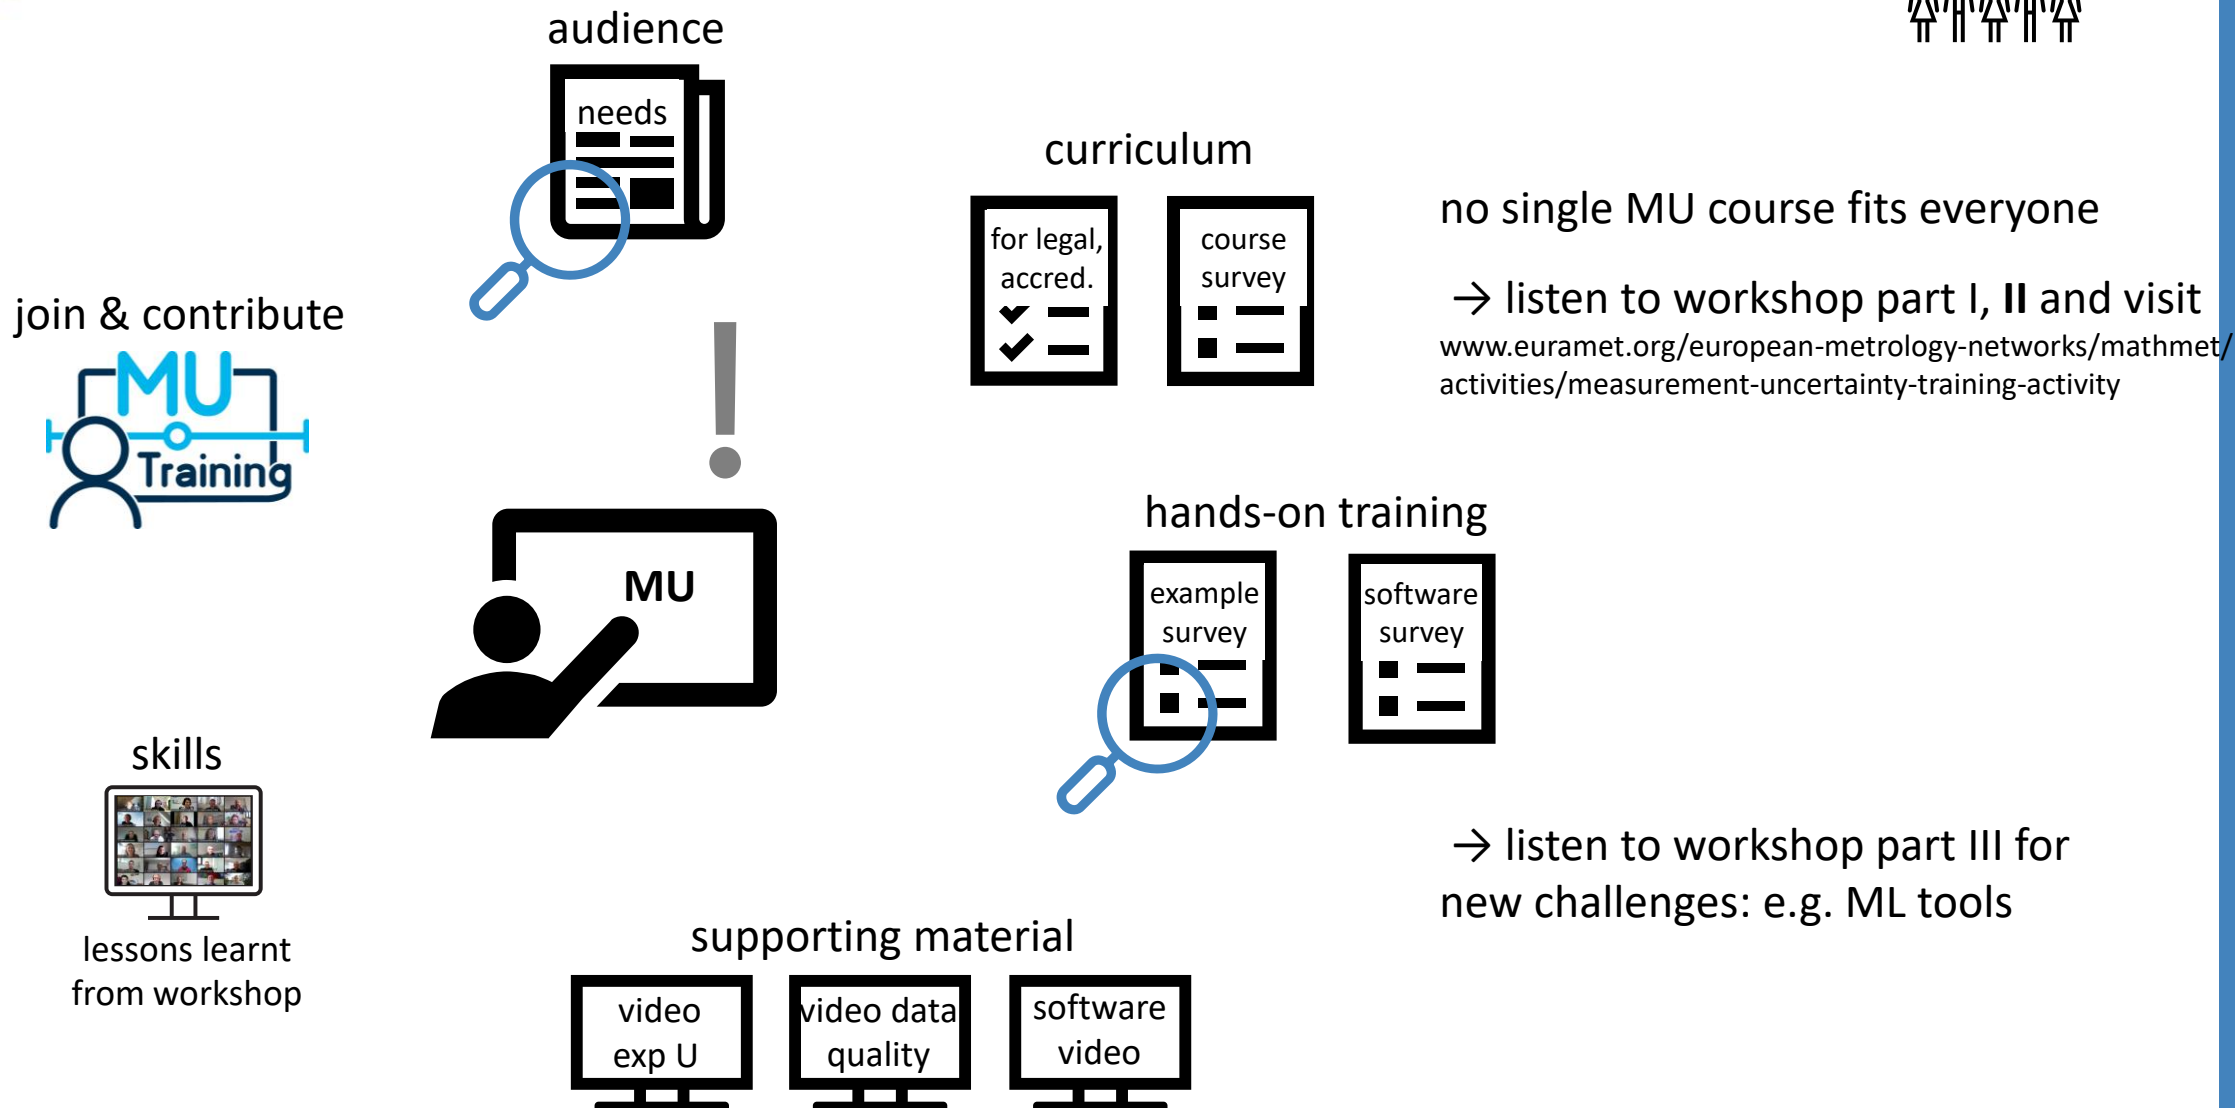 audience
needs
curriculum
for legal,
accred.
course
survey
no single MU course fits everyone
→ listen to workshop part I, II and visit
www.euramet.org/european-metrology-networks/mathmet/
activities/measurement-uncertainty-training-activity
join & contribute
MU
Training
!
MU
hands-on training
example
survey
software
survey
skills
lessons learnt
from workshop
→ listen to workshop part III for
new challenges: e.g. ML tools
supporting material
video
exp U
video data
quality
software
video